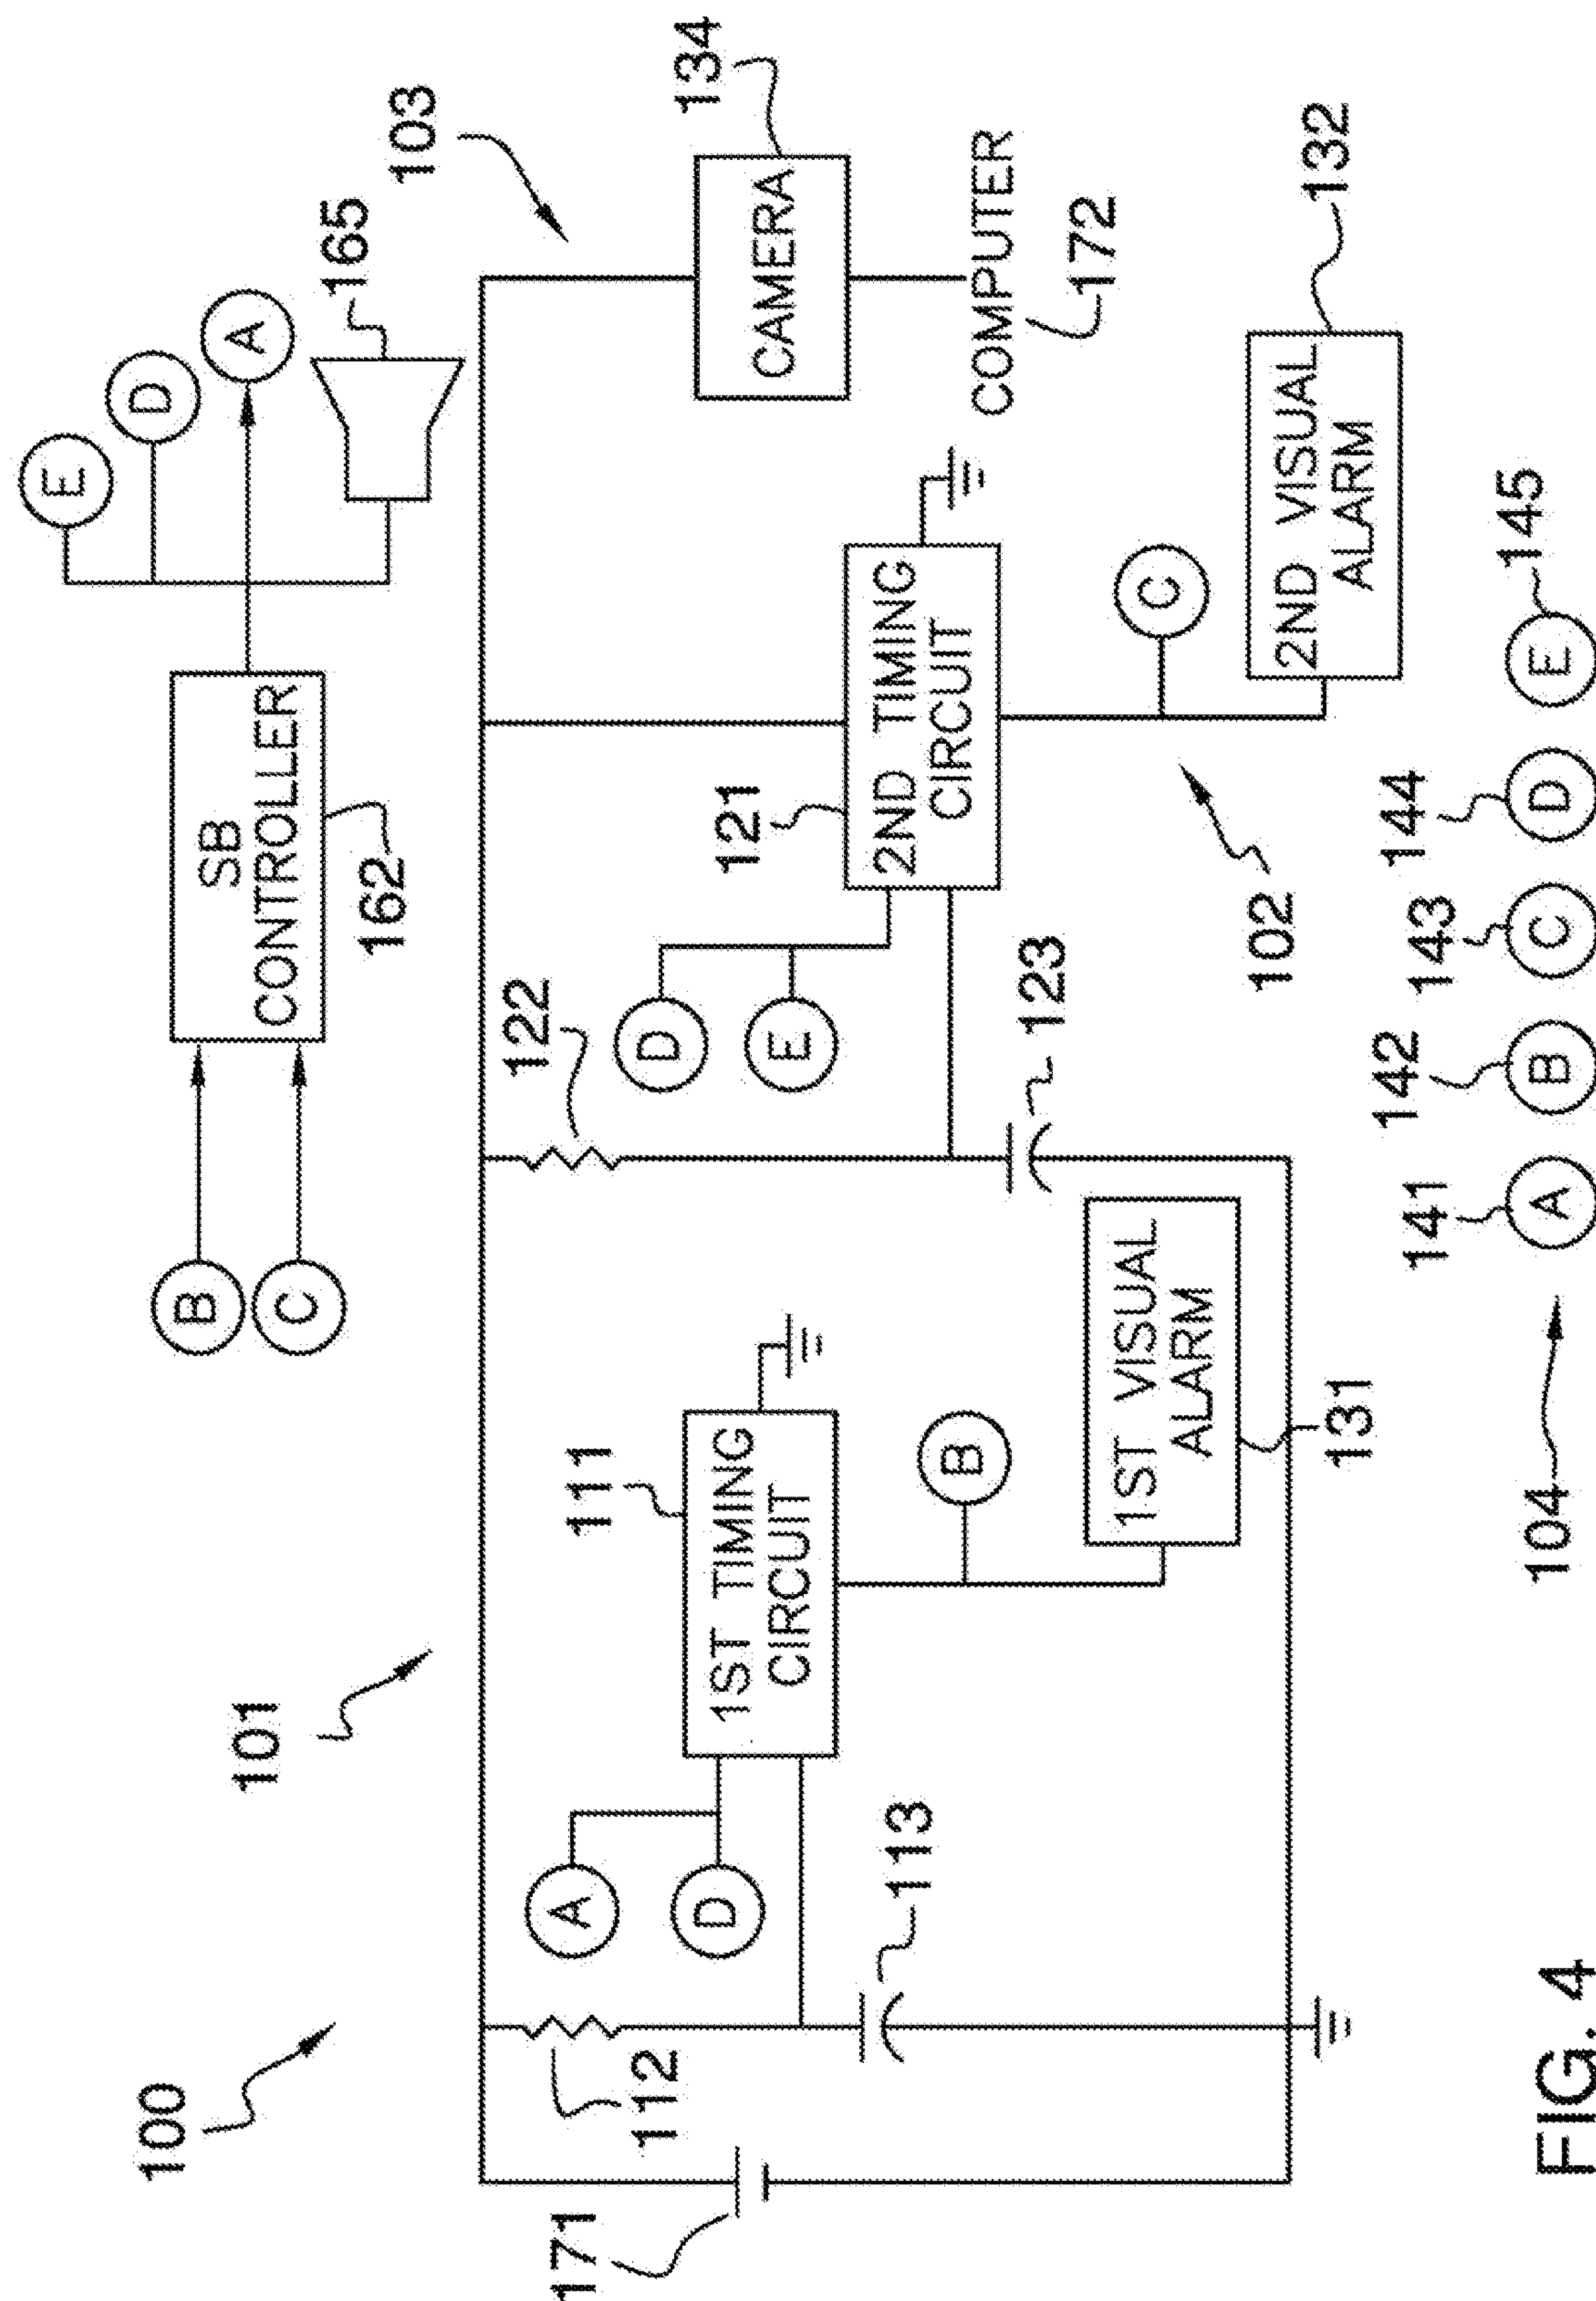 100
101
B
C
SB
CONTROLLER
162
E
D
A
165
103
171
112
A
D
113
111
1ST TIMING
CIRCUIT
B
1ST VISUAL
ALARM
131
122
D
E
123
121
2ND TIMING
CIRCUIT
C
102
2ND VISUAL
ALARM
132
CAMERA
134
COMPUTER
172
104
141
A
142
B
143
C
144
D
145
E
FIG. 4